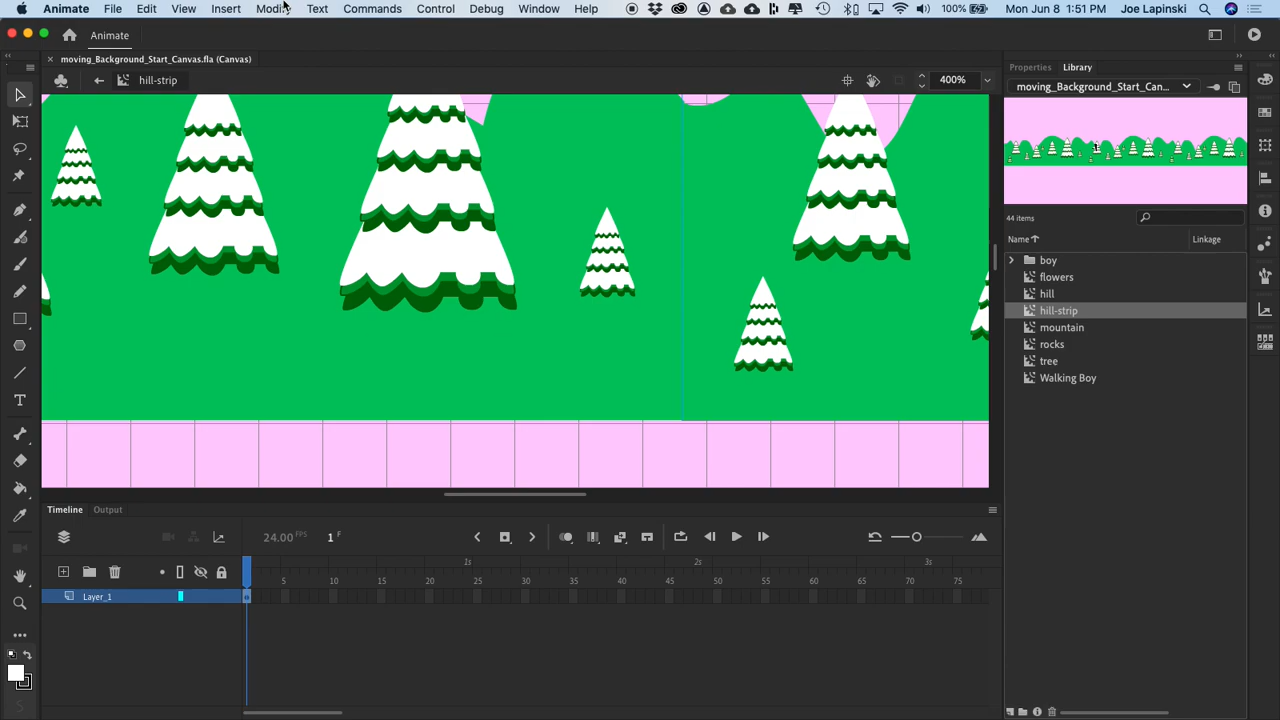 Animate File Edit View Insert Modify Text Commands Control Debug Window Help 100% Mon Jun 8 1:51 PM Joe Lapinski
Animate
× moving_Background_Start_Canvas.fla (Canvas)
hill-strip 400%
Properties Library
moving_Background_Start_Can...
44 items
Name Linkage
boy
flowers
hill
hill-strip
mountain
rocks
tree
Walking Boy
Timeline Output
24.00 FPS 1 F
1s 2s 3s
5 10 15 20 25 30 35 40 45 50 55 60 65 70 75
Layer_1